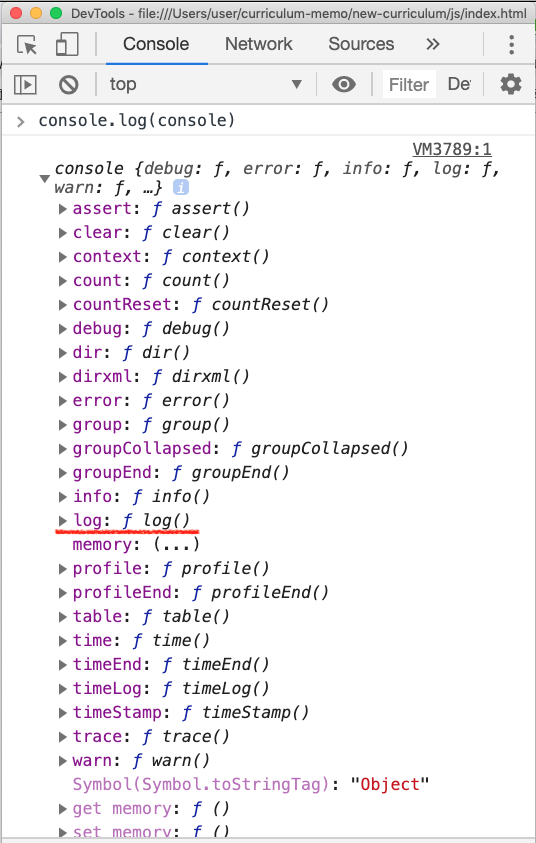 DevTools - file:///Users/user/curriculum-memo/new-curriculum/js/index.html
Console Network Sources »
top ▼ Filter De
> console.log(console)
VM3789:1
▼ console {debug: ƒ, error: ƒ, info: ƒ, log: ƒ,
warn: ƒ, …} i
▶ assert: ƒ assert()
▶ clear: ƒ clear()
▶ context: ƒ context()
▶ count: ƒ count()
▶ countReset: ƒ countReset()
▶ debug: ƒ debug()
▶ dir: ƒ dir()
▶ dirxml: ƒ dirxml()
▶ error: ƒ error()
▶ group: ƒ group()
▶ groupCollapsed: ƒ groupCollapsed()
▶ groupEnd: ƒ groupEnd()
▶ info: ƒ info()
▶ log: ƒ log()
memory: (...)
▶ profile: ƒ profile()
▶ profileEnd: ƒ profileEnd()
▶ table: ƒ table()
▶ time: ƒ time()
▶ timeEnd: ƒ timeEnd()
▶ timeLog: ƒ timeLog()
▶ timeStamp: ƒ timeStamp()
▶ trace: ƒ trace()
▶ warn: ƒ warn()
Symbol(Symbol.toStringTag): "Object"
▶ get memory: ƒ ()
▶ set memory: ƒ ()